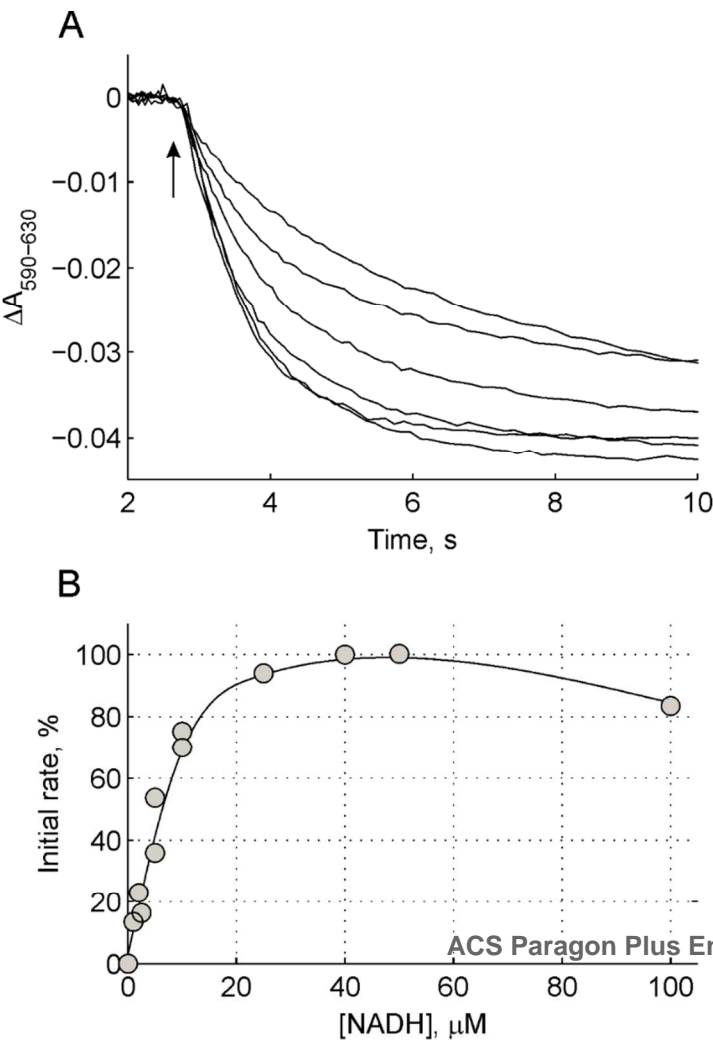 A
0
−0.01
−0.02
−0.03
−0.04
ΔA590−630
2 4 6 8 10
Time, s
B
100
80
60
40
20
0
Initial rate, %
ACS Paragon Plus En
0 20 40 60 80 100
[NADH], μM